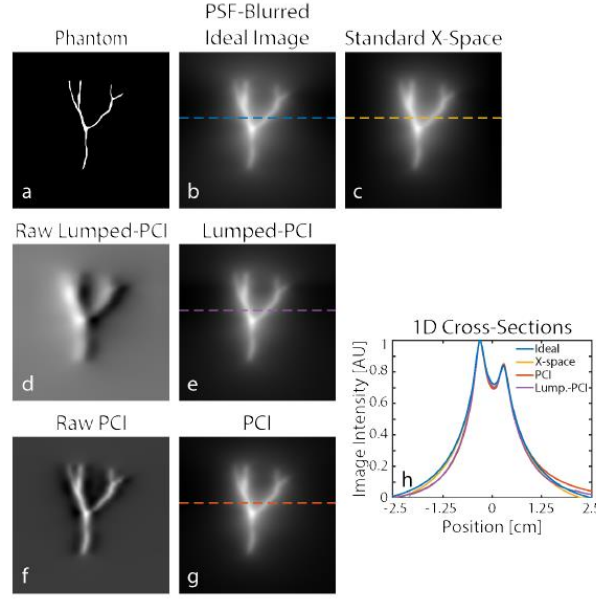 Phantom
PSF-Blurred
Ideal Image
Standard X-Space
a
b
c
Raw Lumped-PCI
Lumped-PCI
d
e
Raw PCI
PCI
f
g
1D Cross-Sections
Image Intensity [AU]
1
0.8
0.6
0.4
0.2
0
Ideal
X-space
PCI
Lump.-PCI
h
-2.5
-1.25
0
1.25
2.5
Position [cm]